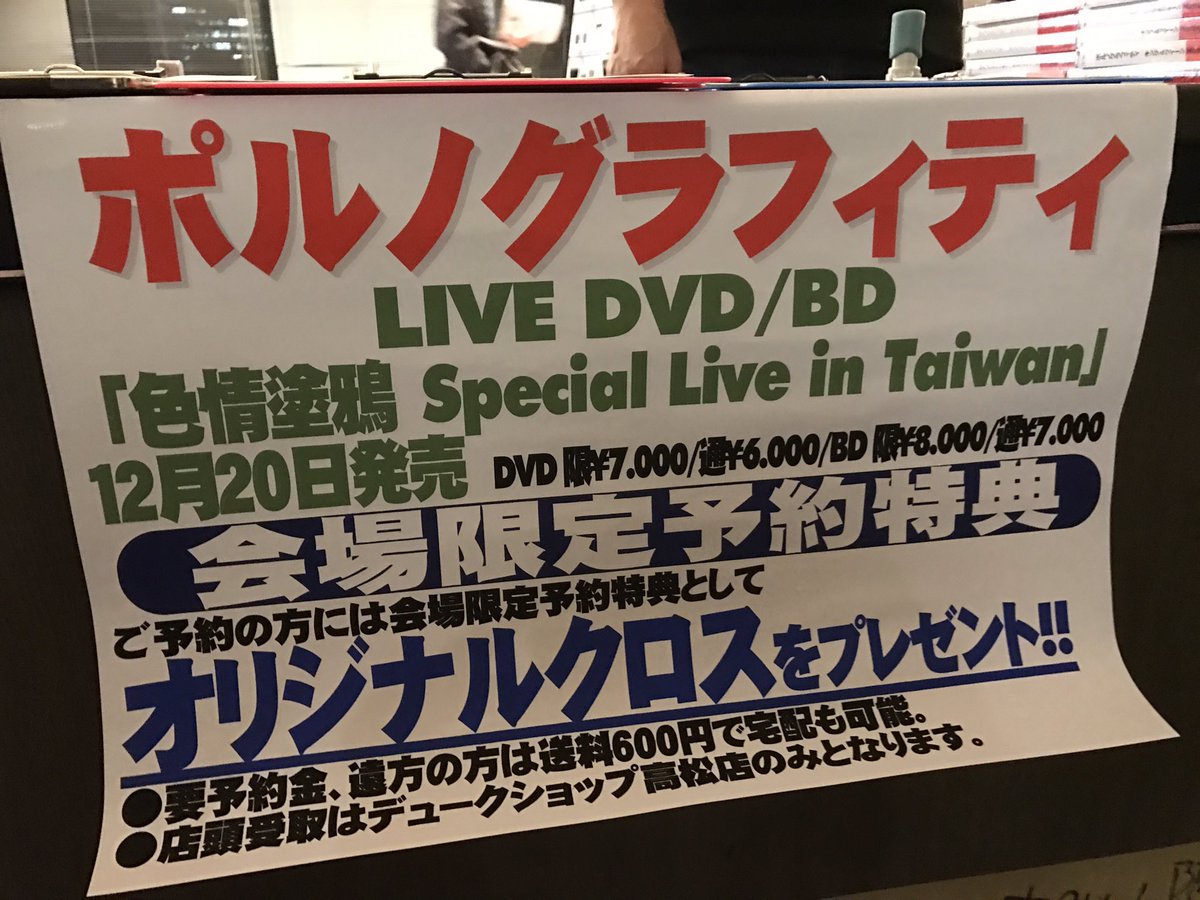 ポルノグラフィティ
LIVE DVD/BD
「色情塗鴉 Special Live in Taiwan」
12月20日発売 DVD 限¥7.000/通¥6.000/BD 限¥8.000/通¥7.000
会場限定予約特典
ご予約の方には会場限定予約特典として
オリジナルクロスをプレゼント!!
●要予約金、遠方の方は送料600円で宅配も可能。
●店頭受取はデュークショップ高松店のみとなります。